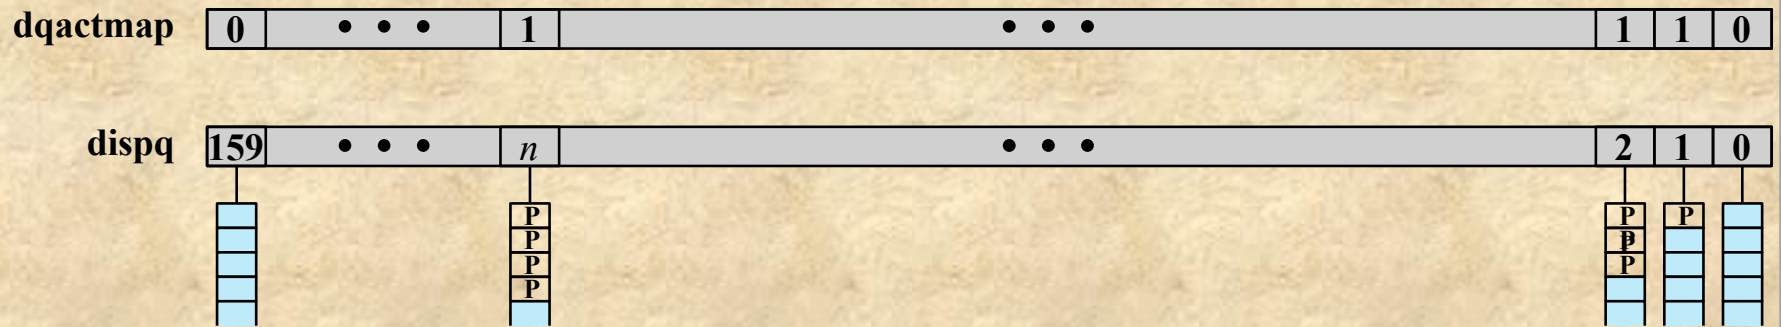 dqactmap 0 • • • 1 • • • 1 1 0
dispq 159 • • • n • • • 2 1 0
P P P
P P
P P
P